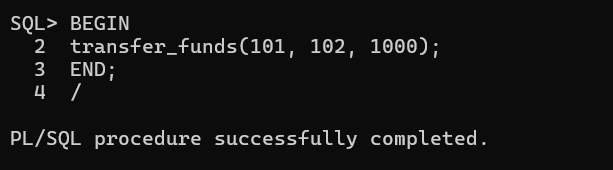 SQL> BEGIN
  2  transfer_funds(101, 102, 1000);
  3  END;
  4  /
PL/SQL procedure successfully completed.